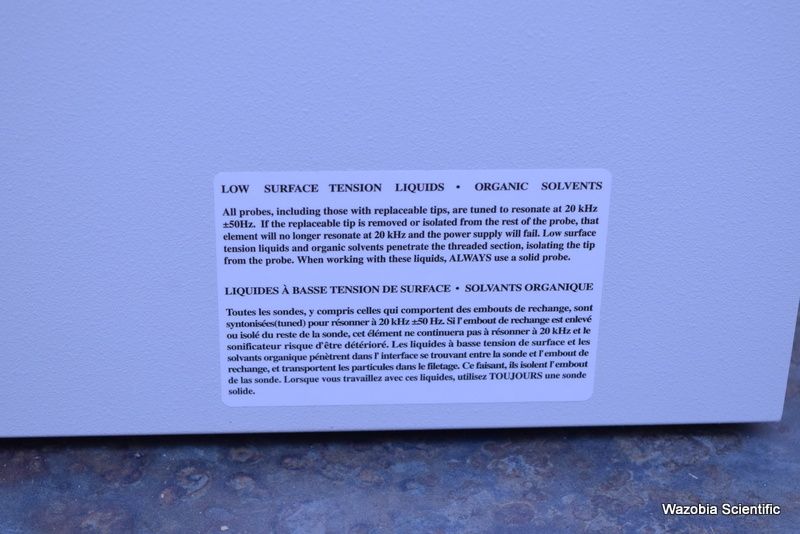 LOW SURFACE TENSION LIQUIDS • ORGANIC SOLVENTS
All probes, including those with replaceable tips, are tuned to resonate at 20 kHz
±50Hz. If the replaceable tip is removed or isolated from the rest of the probe, that
element will no longer resonate at 20 kHz and the power supply will fail. Low surface
tension liquids and organic solvents penetrate the threaded section, isolating the tip
from the probe. When working with these liquids, ALWAYS use a solid probe.
LIQUIDES À BASSE TENSION DE SURFACE • SOLVANTS ORGANIQUE
Toutes les sondes, y compris celles qui comportent des embouts de rechange, sont
syntonisées(tuned) pour résonner à 20 kHz ±50 Hz. Si l'embout de rechange est enlevé
ou isolé du reste de la sonde, cet élément ne continuera pas à résonner à 20 kHz et le
sonificateur risque d'être détérioré. Les liquides à basse tension de surface et les
solvants organique pénètrent dans l'interface se trouvant entre la sonde et l'embout de
rechange, et transportent les particules dans le filetage. Ce faisant, ils isolent l'embout
de las sonde. Lorsque vous travaillez avec ces liquides, utilisez TOUJOURS une sonde
solide.
Wazobia Scientific